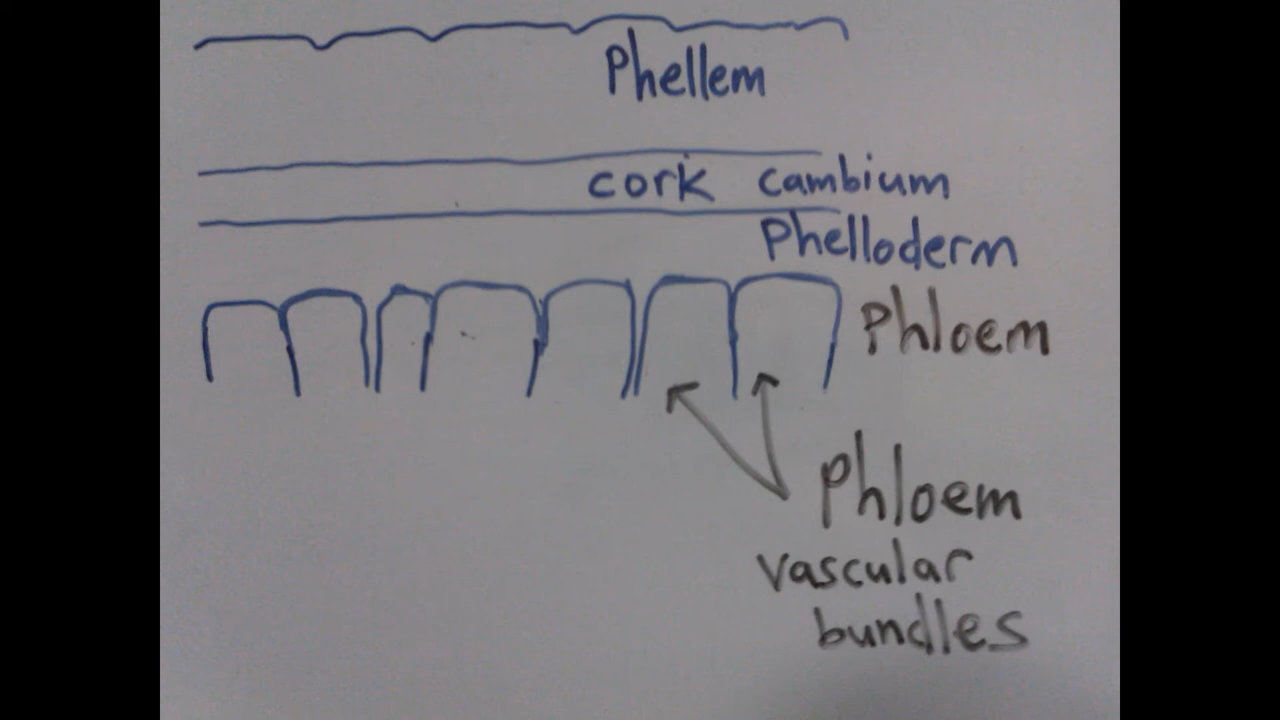 Phellem
cork cambium
Phelloderm
Phloem
Phloem
vascular
bundles